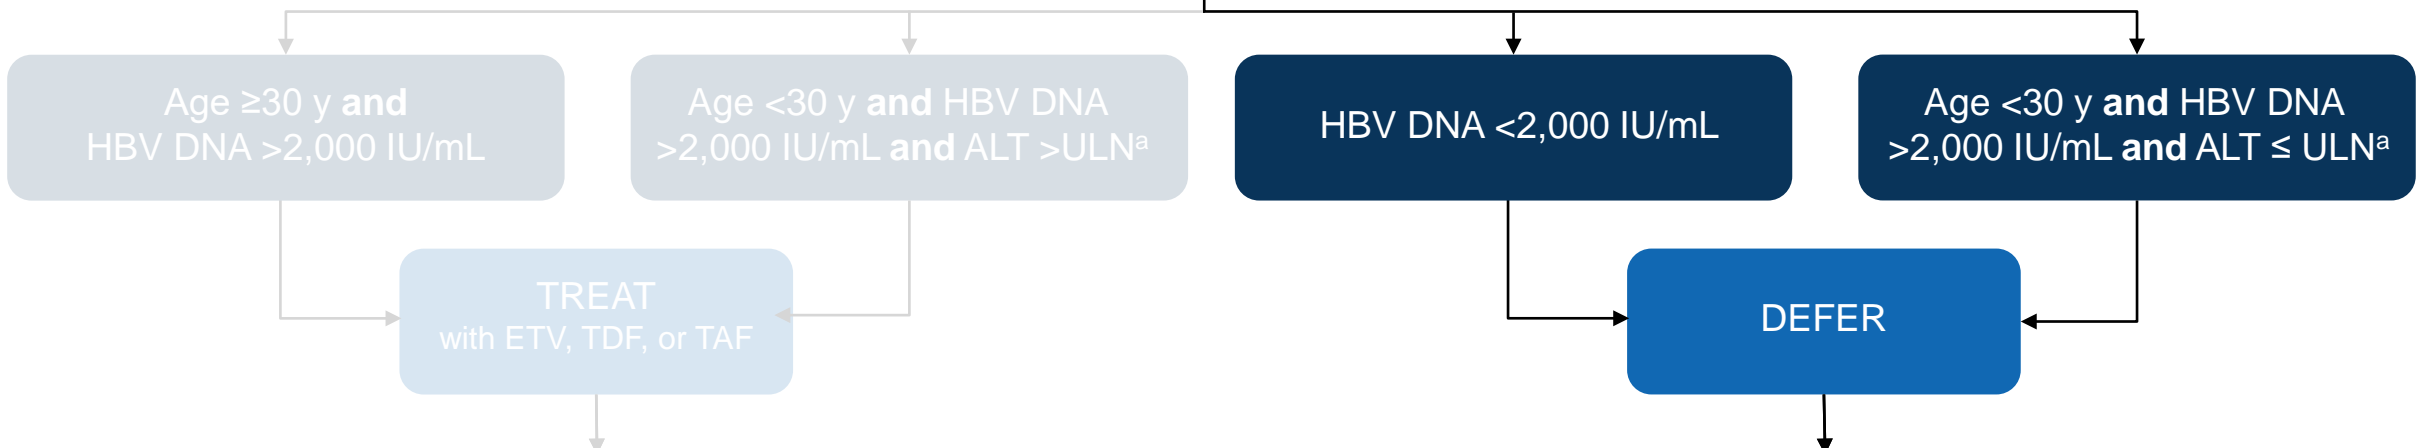 Age ≥30 y and
HBV DNA >2,000 IU/mL
Age <30 y and HBV DNA
>2,000 IU/mL and ALT >ULNᵃ
HBV DNA <2,000 IU/mL
Age <30 y and HBV DNA
>2,000 IU/mL and ALT ≤ ULNᵃ
TREAT
with ETV, TDF, or TAF
DEFER